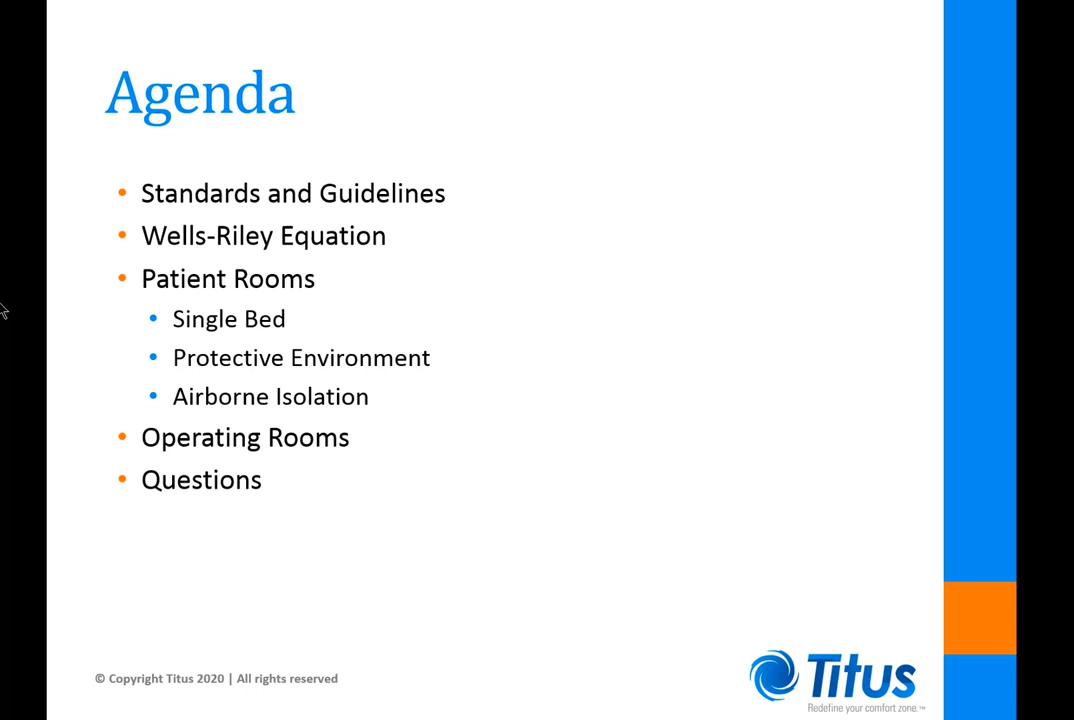 Agenda
• Standards and Guidelines
• Wells-Riley Equation
• Patient Rooms
• Single Bed
• Protective Environment
• Airborne Isolation
• Operating Rooms
• Questions
© Copyright Titus 2020 | All rights reserved
Titus
Redefine your comfort zone.™